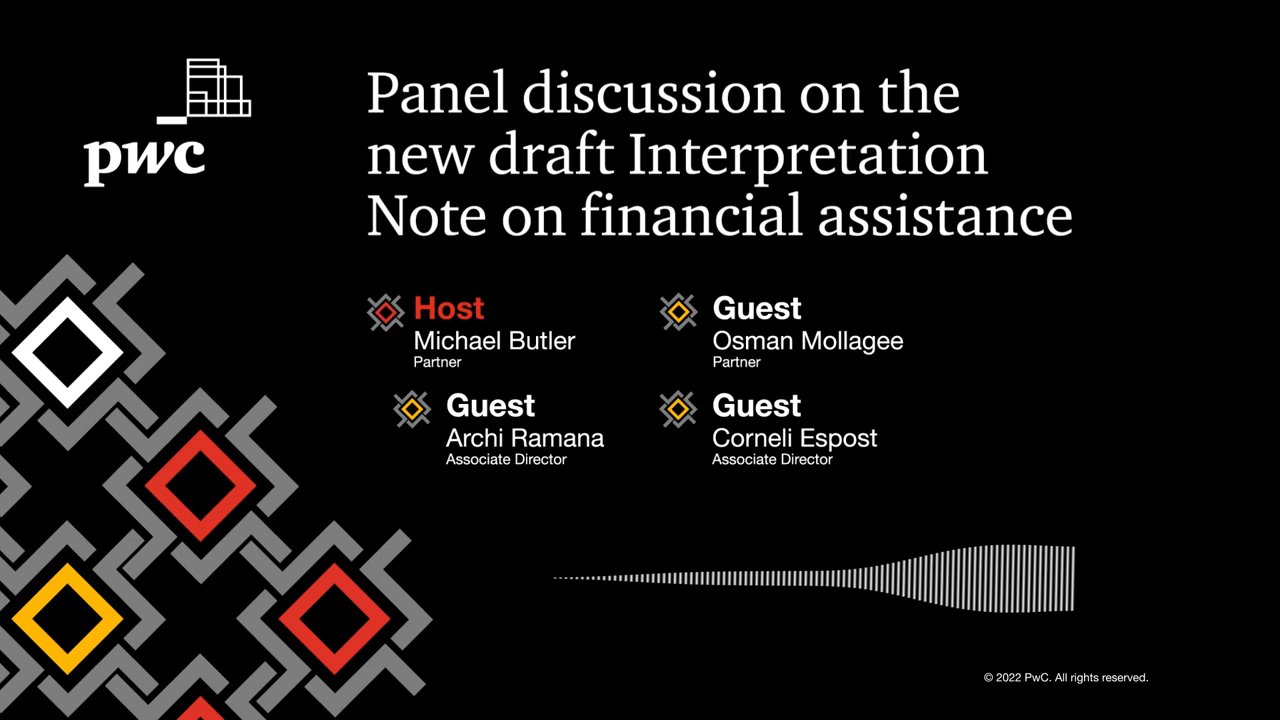 pwc
Panel discussion on the
new draft Interpretation
Note on financial assistance
Host
Michael Butler
Partner
Guest
Osman Mollagee
Partner
Guest
Archi Ramana
Associate Director
Guest
Corneli Espost
Associate Director
© 2022 PwC. All rights reserved.